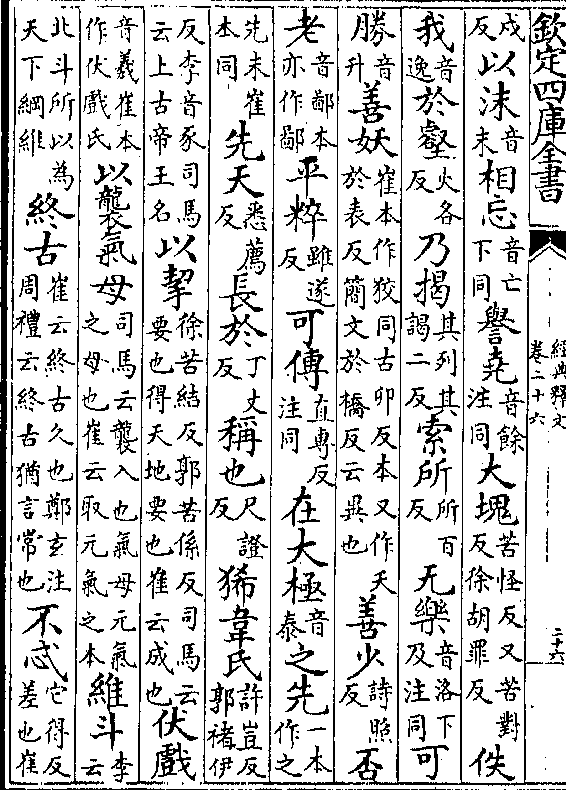 欽定四庫全書
經典釋文
卷二十六
二十六
戍反以沫音末相忘音亡下同譽堯音餘注同大塊苦怪反又苦對反徐胡罪反佚
我音逸於壑火各反乃揭其列其謁二反索所所百反无樂音洛下及注同可
勝音升善妖崔本作狡同古卯反本又作夭於表反簡文於橋反云異也善少詩照反否
老音鄙本亦作鄙平粹雖遂反可傳直專反注同在大極音泰之先一本作之
先未崔本同先天悉薦反長於丁丈反稱也尺證反狶韋氏許豈反郭褚伊
反李音豕司馬云上古帝王名以挈徐苦結反郭苦係反司馬云要也得天地要也崔云成也伏戲
音羲崔本作伏戲氏以襲氣母司馬云襲入也氣母元氣之母也崔云取元氣之本維斗李云
北斗所以為天下綱維終古崔云終古久也鄭玄注周禮云終古猶言常也不忒它得反差也崔